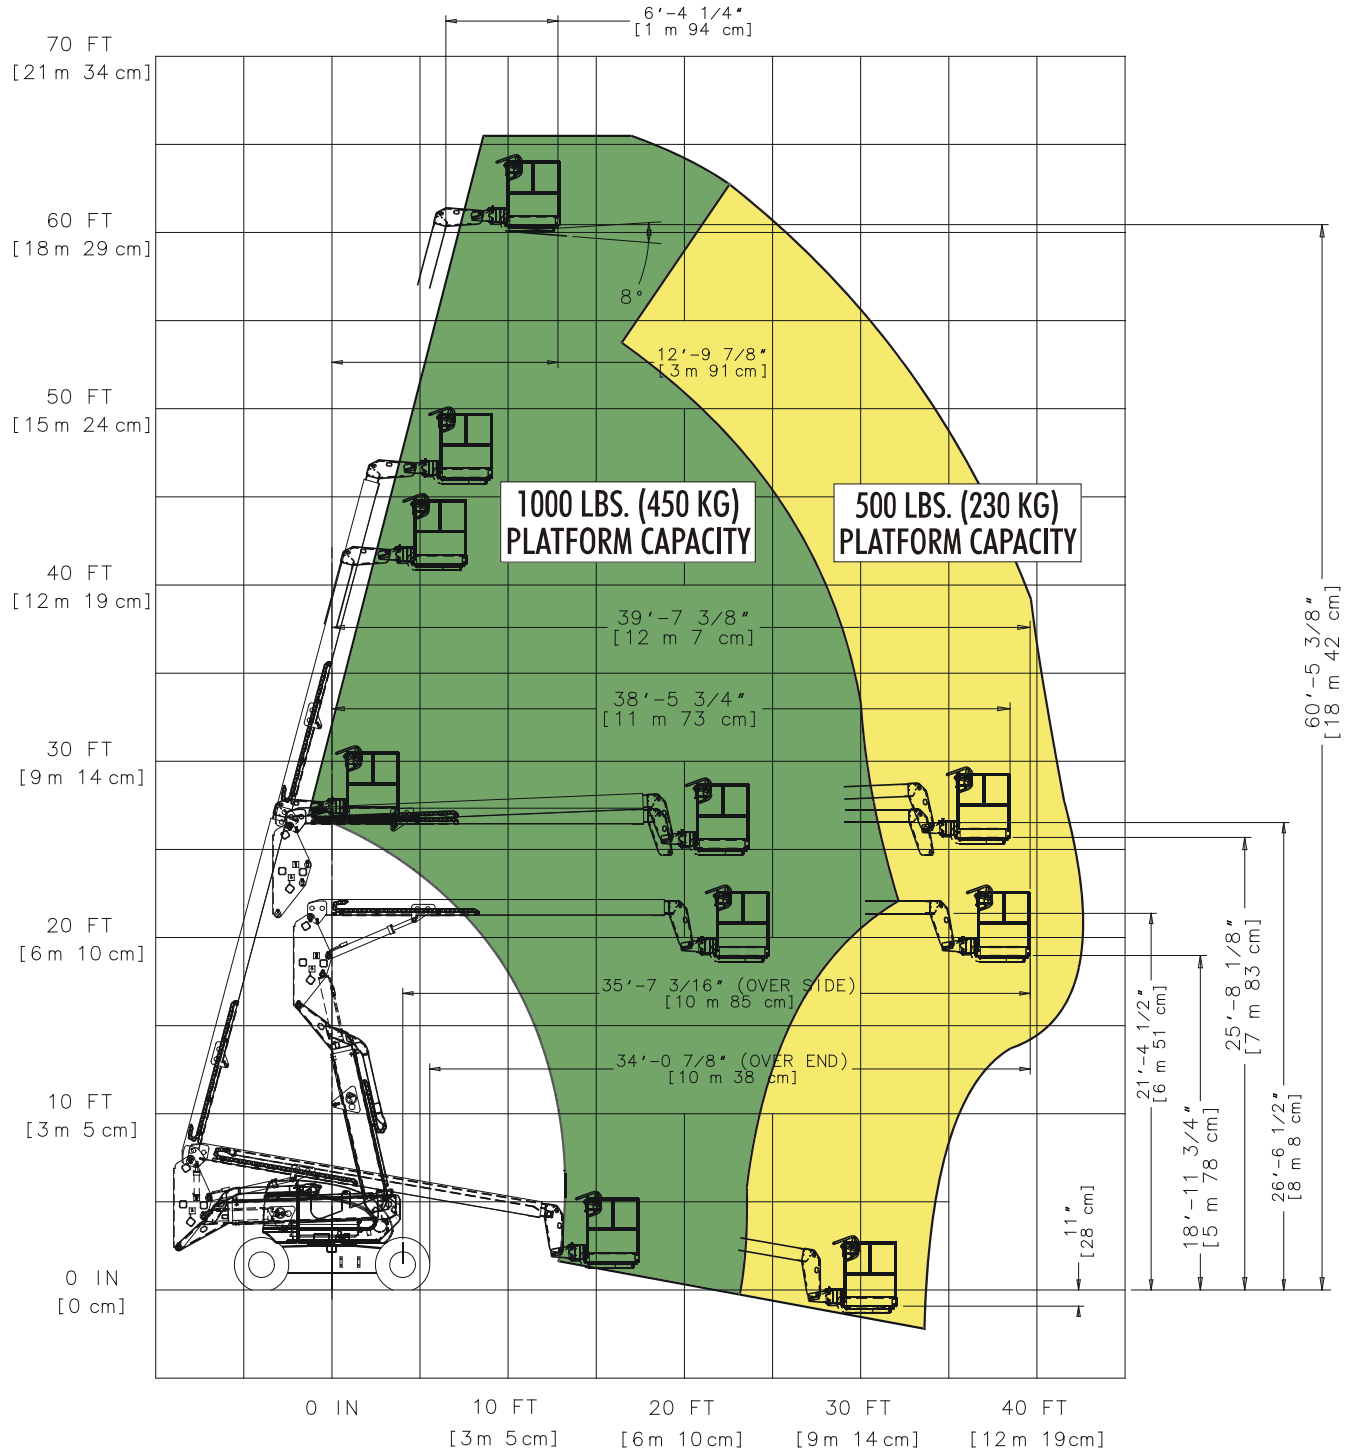 6'-4 1/4"
[1 m 94 cm]
70 FT
[21 m 34 cm]
60 FT
[18 m 29 cm]
8°
12'-9 7/8"
[3 m 91 cm]
50 FT
[15 m 24 cm]
1000 LBS. (450 KG)
PLATFORM CAPACITY
500 LBS. (230 KG)
PLATFORM CAPACITY
40 FT
[12 m 19 cm]
39'-7 3/8"
[12 m 7 cm]
38'-5 3/4"
[11 m 73 cm]
60'-5 3/8"
[18 m 42 cm]
30 FT
[9 m 14 cm]
20 FT
[6 m 10 cm]
35'-7 3/16" (OVER SIDE)
[10 m 85 cm]
34'-0 7/8" (OVER END)
[10 m 38 cm]
21'-4 1/2"
[6 m 51 cm]
25'-8 1/8"
[7 m 83 cm]
10 FT
[3 m 5 cm]
18'-11 3/4"
[5 m 78 cm]
26'-6 1/2"
[8 m 8 cm]
11"
[28 cm]
0 IN
[0 cm]
0 IN
10 FT
[3 m 5 cm]
20 FT
[6 m 10 cm]
30 FT
[9 m 14 cm]
40 FT
[12 m 19 cm]